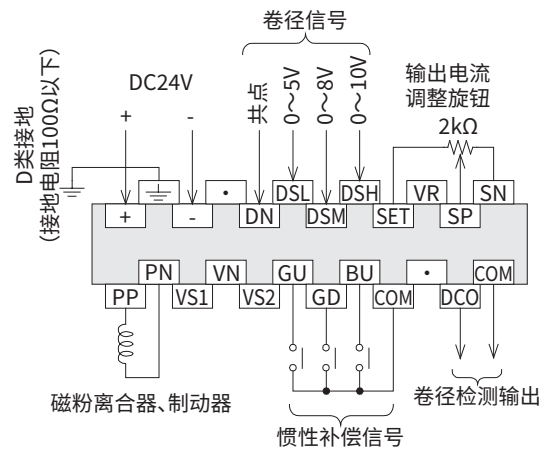 卷径信号
D类接地
(接地电阻100Ω以下)
DC24V
+
-
共点
0～5V
0～8V
0～10V
输出电流
调整旋钮
2kΩ
·
DSL
DSH
VR
SN
+
-
DN
DSM
SET
SP
PN
VN
GU
BU
·
COM
PP
VS1
VS2
GD
COM
DCO
磁粉离合器、制动器
卷径检测输出
惯性补偿信号